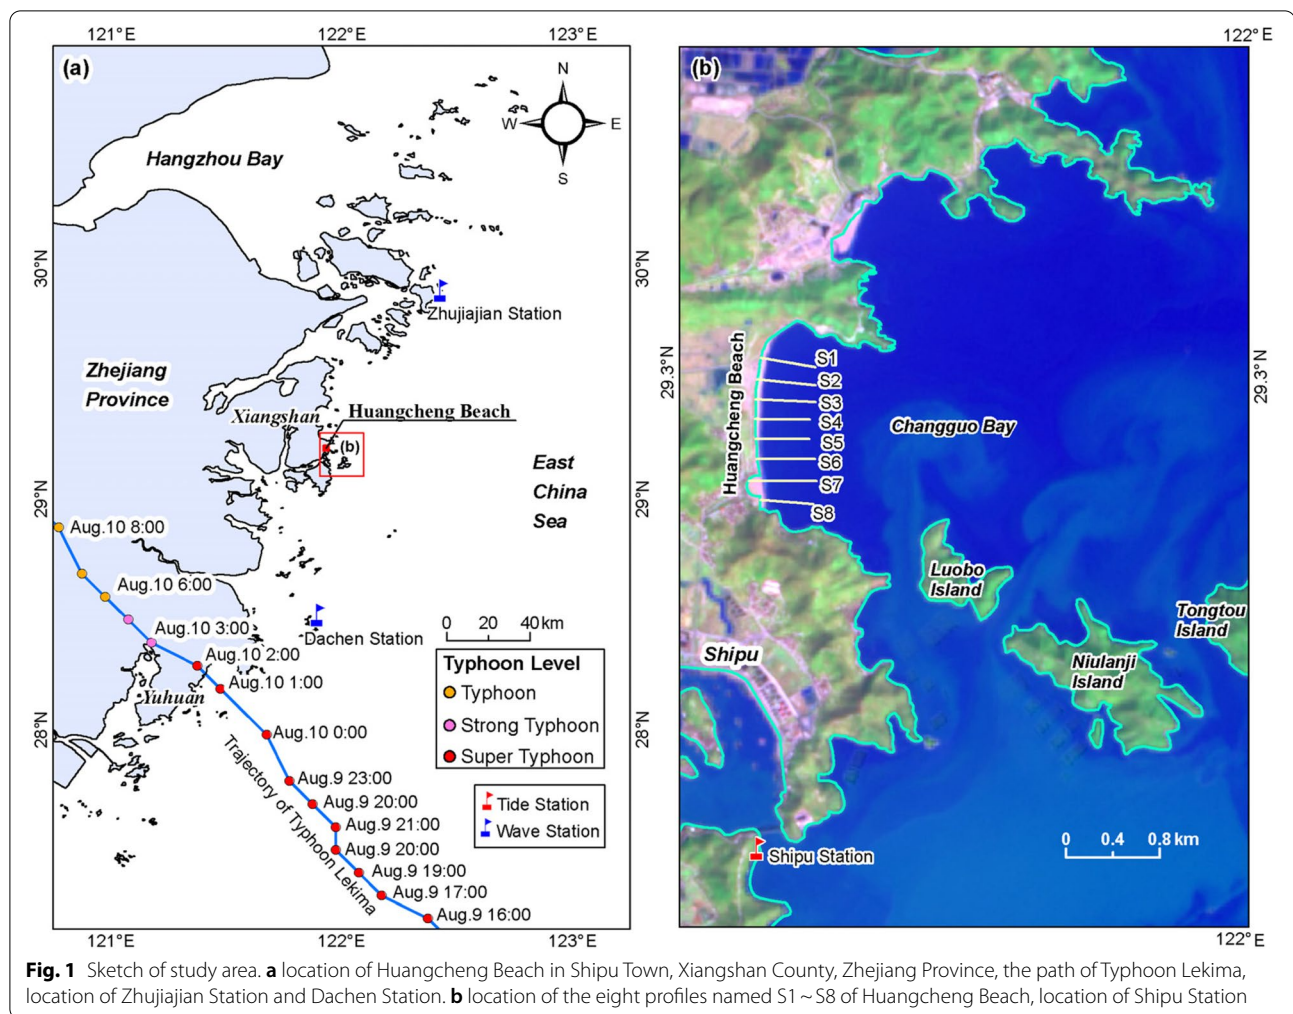 121°E
122°E
123°E
(a)
N
W
E
S
Hangzhou Bay
30°N
30°N
Zhujiajian Station
Zhejiang
Province
Xiangshan
Huangcheng Beach
(b)
East
China
Sea
29°N
29°N
Aug.10 8:00
Aug.10 6:00
Aug.10 3:00
Aug.10 2:00
Aug.10 1:00
Yuhuan
Dachen Station
0 20 40 km
Typhoon Level
Typhoon
Strong Typhoon
Super Typhoon
28°N
28°N
Aug.10 0:00
Aug.9 23:00
Aug.9 20:00
Aug.9 21:00
Aug.9 20:00
Aug.9 19:00
Aug.9 17:00
Aug.9 16:00
Trajectory of Typhoon Lekima
Tide Station
Wave Station
121°E
122°E
123°E
122°E
(b)
29.3°N
29.3°N
Huangcheng Beach
S1
S2
S3
S4
S5
S6
S7
S8
Changguo Bay
Luobo
Island
Tongtou
Island
Niulanji
Island
Shipu
0 0.4 0.8 km
Shipu Station
122°E
Fig. 1 Sketch of study area. a location of Huangcheng Beach in Shipu Town, Xiangshan County, Zhejiang Province, the path of Typhoon Lekima,
location of Zhujiajian Station and Dachen Station. b location of the eight profiles named S1 ~ S8 of Huangcheng Beach, location of Shipu Station